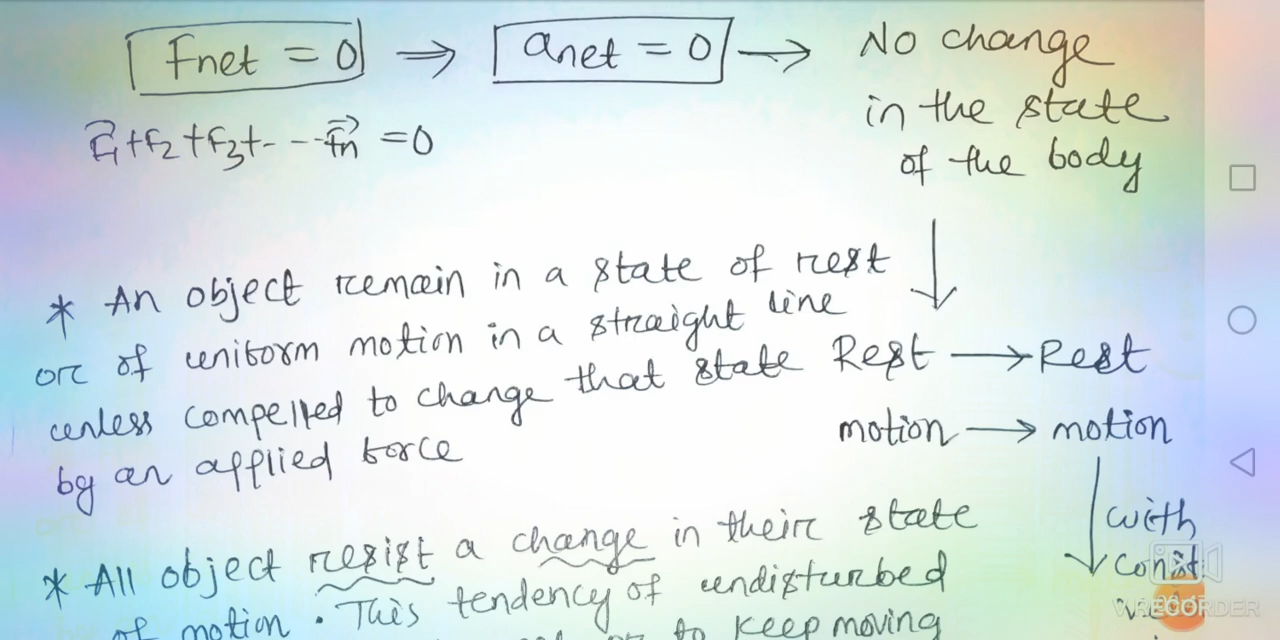 Fnet = 0 ⇒ anet = 0 → No change
in the state
of the body
F₁+F₂+F₃+- - - Fn = 0
* An object remain in a state of rest
or of uniform motion in a straight line
unless compelled to change that state
by an applied force
Rest → Rest
motion → motion
with
const.
* All object resist a change in their state
of motion. This tendency of undisturbed
to keep moving
V RECORDER